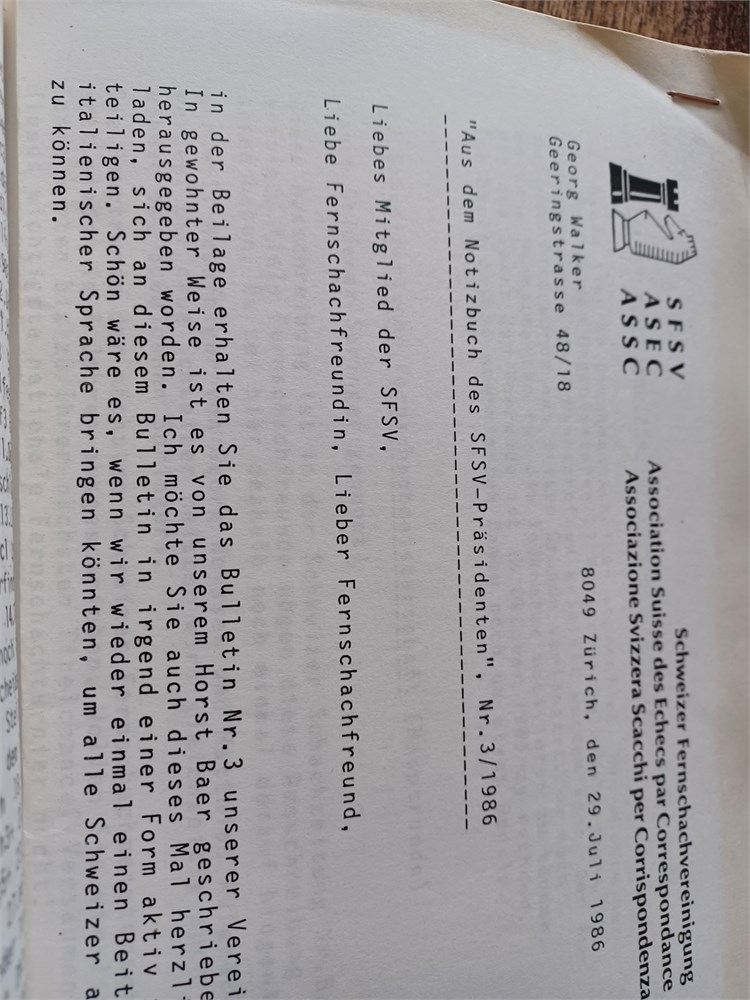 SFSV Schweizer Fernschachvereinigung
ASEC Association Suisse des Echecs par Correspondance
ASSC Associazione Svizzera Scacchi per Corrispondenza
Georg Walker
Geeringstrasse 48/18
8049 Zürich, den 29.Juli 1986
"Aus dem Notizbuch des SFSV-Präsidenten", Nr.3/1986
Liebes Mitglied der SFSV,
Liebe Fernschachfreundin, Lieber Fernschachfreund,
in der Beilage erhalten Sie das Bulletin Nr.3 unserer Verei
In gewohnter Weise ist es von unserem Horst Baer geschriebe
herausgegeben worden. Ich möchte Sie auch dieses Mal herzl
laden, sich an diesem Bulletin in irgend einer Form aktiv
teiligen. Schön wäre es, wenn wir wieder einmal einen Beit
italienischer Sprache bringen könnten, um alle Schweizer a
zu können.